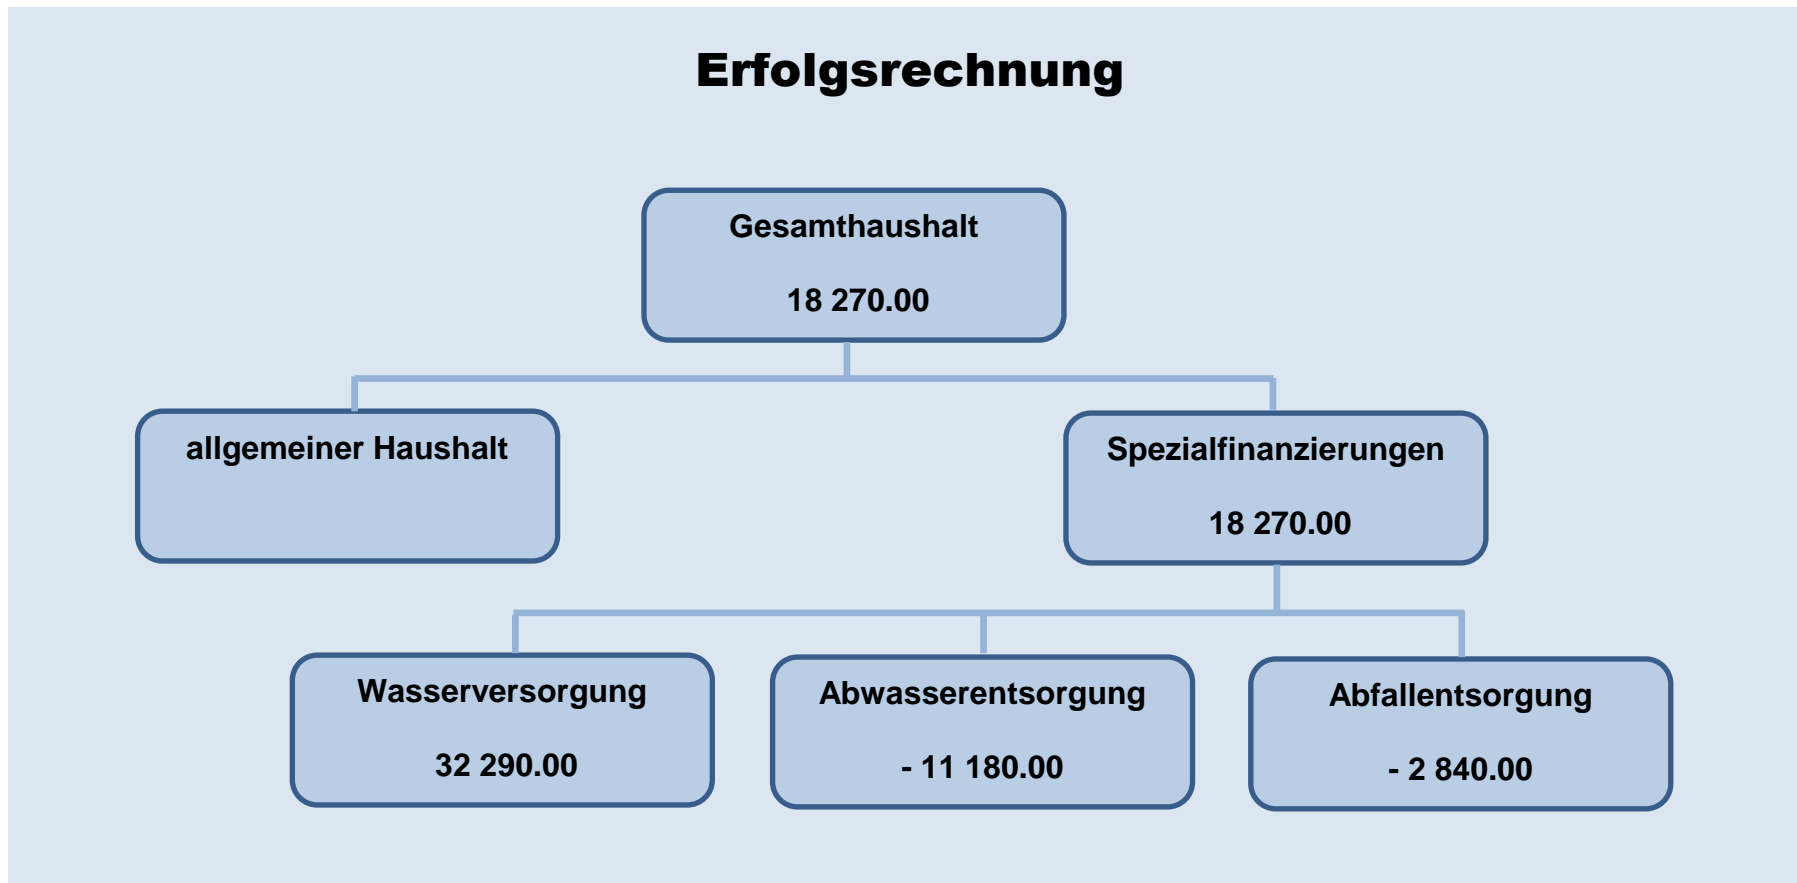 Erfolgsrechnung
Gesamthaushalt
18 270.00
allgemeiner Haushalt
Spezialfinanzierungen
18 270.00
Wasserversorgung
32 290.00
Abwasserentsorgung
- 11 180.00
Abfallentsorgung
- 2 840.00